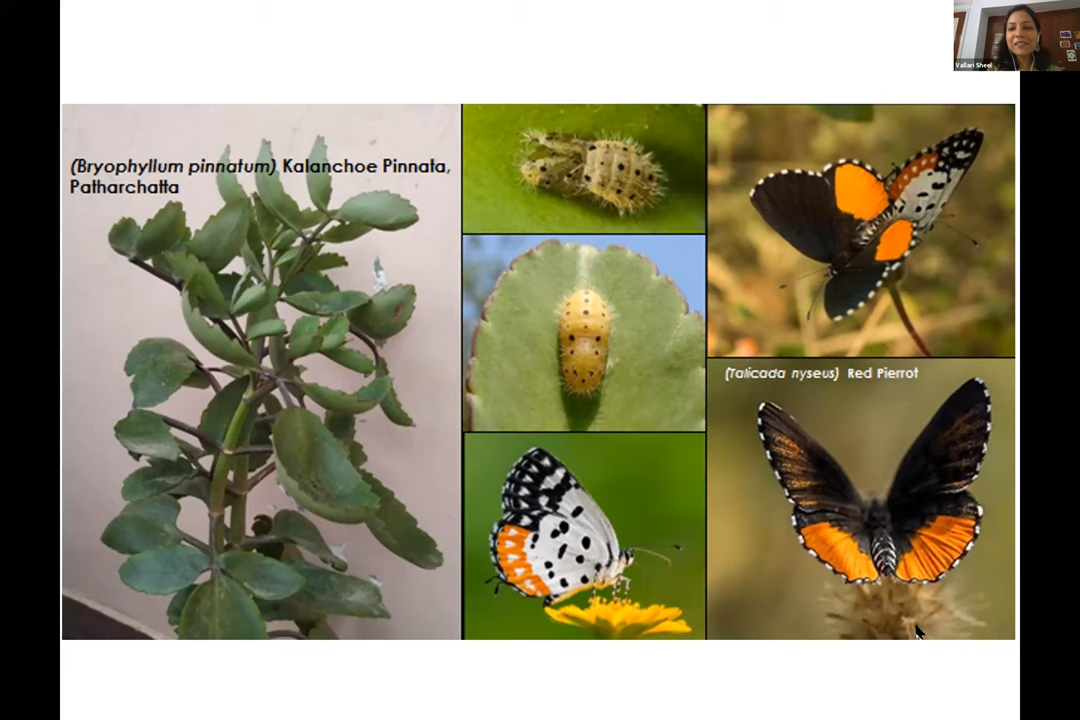 Vallari Sheel
(Bryophyllum pinnatum) Kalanchoe Pinnata,
Patharchatta
(Talicada nyseus) Red Pierrot